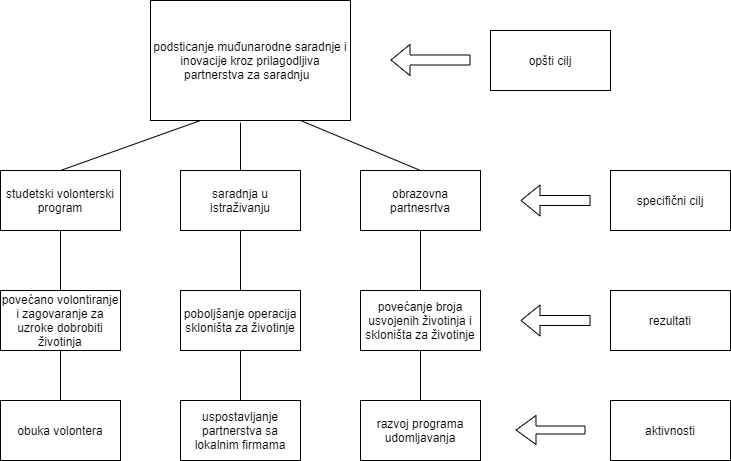 podsticanje muđunarodne saradnje i
inovacije kroz prilagodljiva
partnerstva za saradnju
opšti cilj
studetski volonterski
program
saradnja u
istraživanju
obrazovna
partnesrtva
specifični cilj
povećano volontiranje
i zagovaranje za
uzroke dobrobiti
životinja
poboljšanje operacija
skloništa za životinje
povećanje broja
usvojenih životinja i
skloništa za životinje
rezultati
obuka volontera
uspostavljanje
partnerstva sa
lokalnim firmama
razvoj programa
udomljavanja
aktivnosti